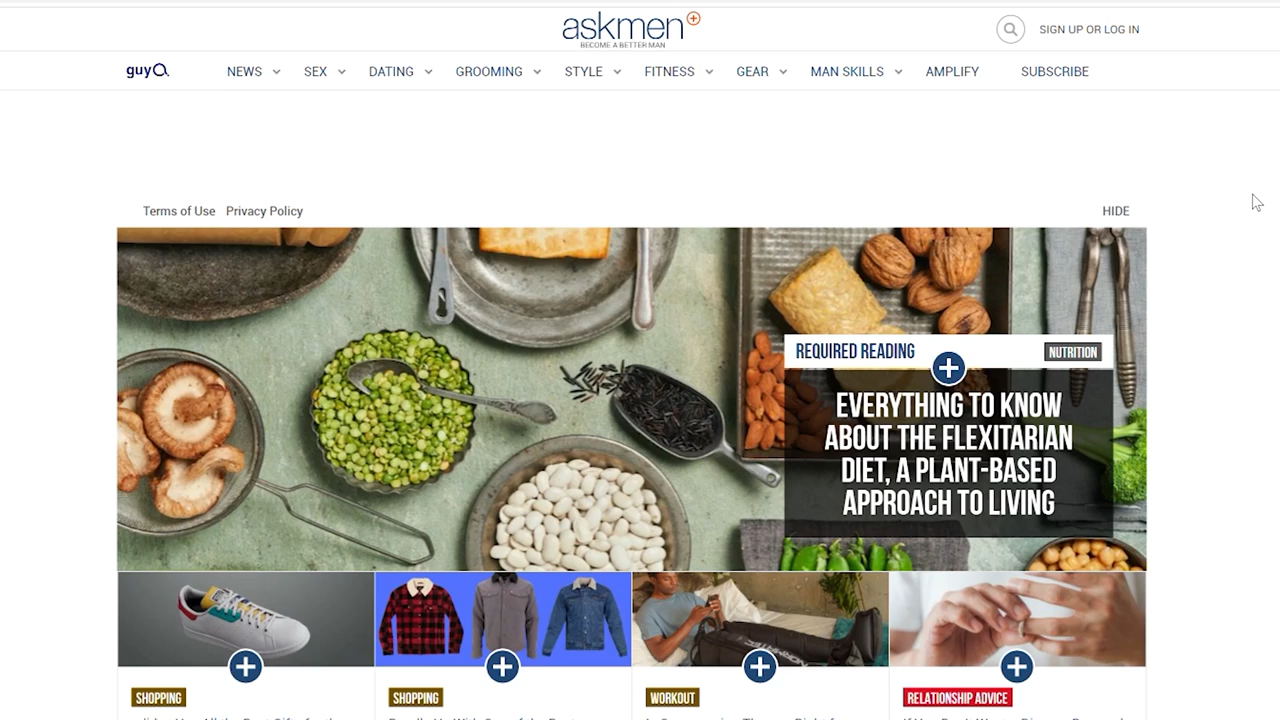 askmen+
BECOME A BETTER MAN
SIGN UP OR LOG IN
guyQ
NEWS
SEX
DATING
GROOMING
STYLE
FITNESS
GEAR
MAN SKILLS
AMPLIFY
SUBSCRIBE
Terms of Use Privacy Policy
HIDE
REQUIRED READING
NUTRITION
EVERYTHING TO KNOW
ABOUT THE FLEXITARIAN
DIET, A PLANT-BASED
APPROACH TO LIVING
SHOPPING
SHOPPING
WORKOUT
RELATIONSHIP ADVICE